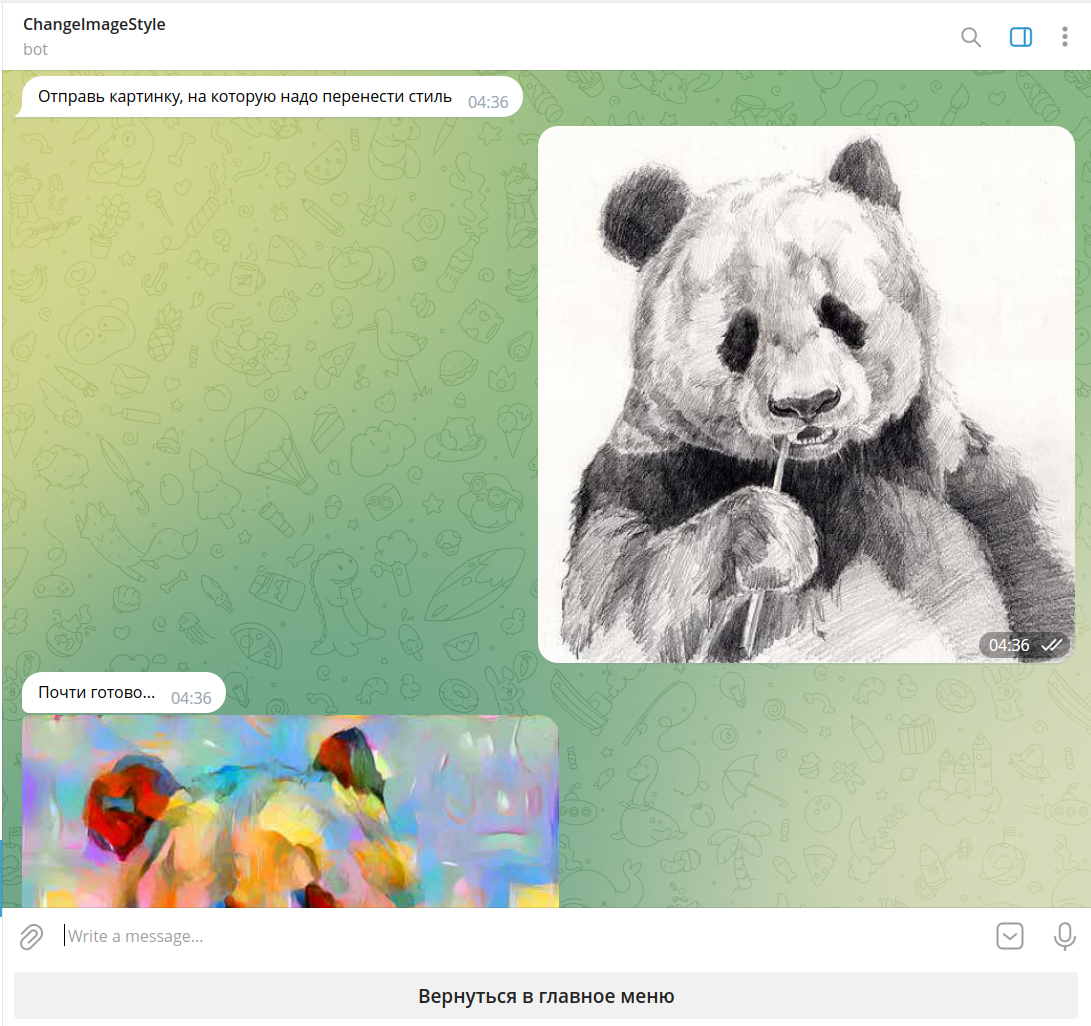 ChangeImageStyle
bot
Отправь картинку, на которую надо перенести стиль 04:36
04:36
Почти готово... 04:36
Write a message...
Вернуться в главное меню